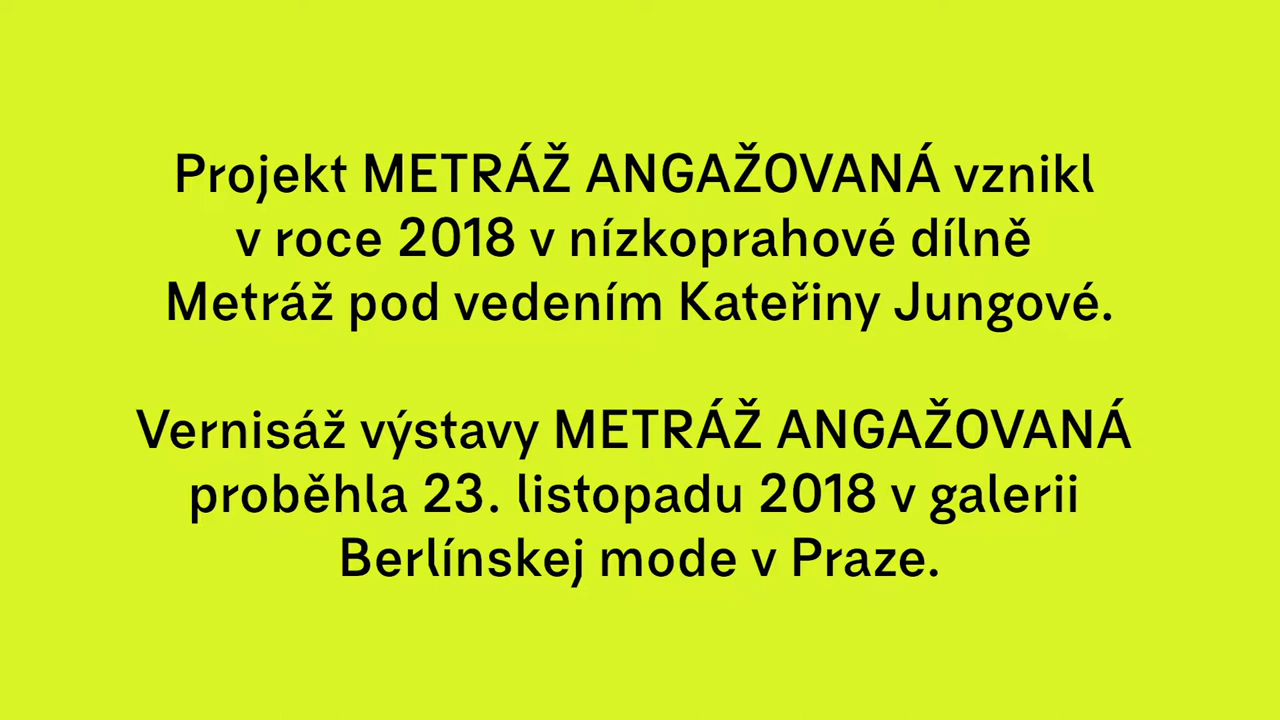 Projekt METRÁŽ ANGAŽOVANÁ vznikl
v roce 2018 v nízkoprahové dílně
Metráž pod vedením Kateřiny Jungové.
Vernisáž výstavy METRÁŽ ANGAŽOVANÁ
proběhla 23. listopadu 2018 v galerii
Berlínskej mode v Praze.